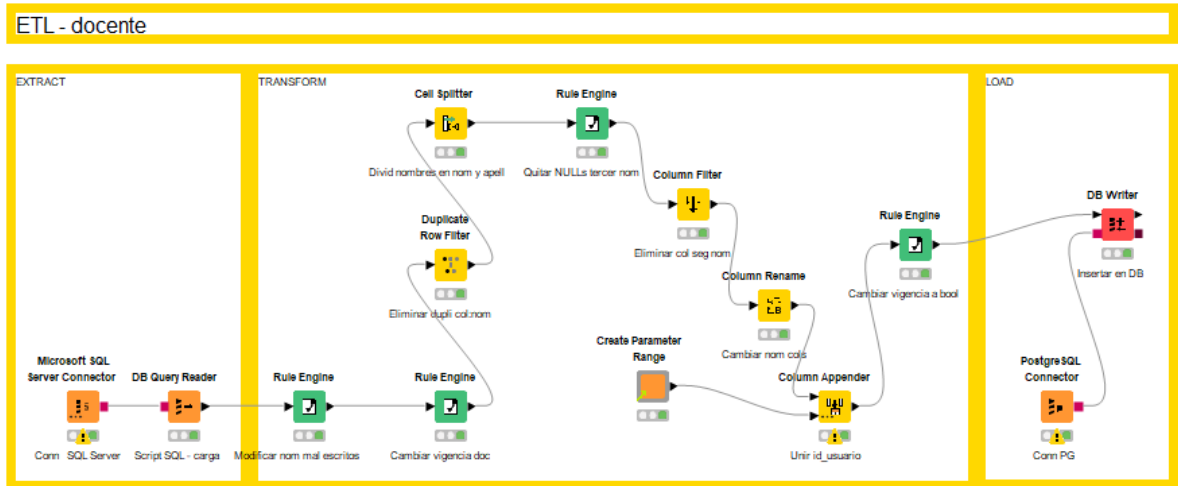 ETL - docente
EXTRACT
TRANSFORM
LOAD
Cell Splitter
Rule Engine
Divid nombres en nom y apell
Quitar NULLs tercer nom
Column Filter
Eliminar col seg nom
DB Writer
Insertar en DB
Duplicate
Row Filter
Eliminar dupli col:nom
Rule Engine
Cambiar vigencia a bool
Column Rename
Cambiar nom cols
Create Parameter
Range
Microsoft SQL
Server Connector
Conn SQL Server
DB Query Reader
Script SQL - carga
Rule Engine
Modificar nom mal escritos
Rule Engine
Cambiar vigencia doc
Column Appender
Unir id_usuario
PostgreSQL
Connector
Conn PG